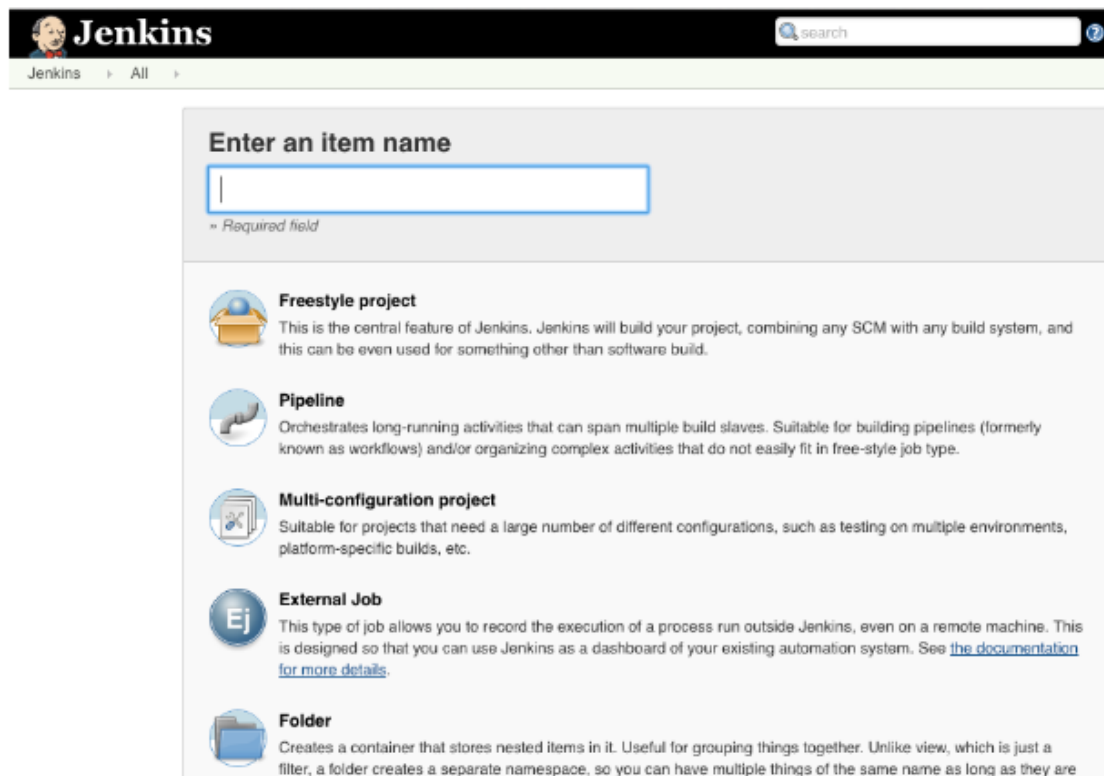 Jenkins
search
Jenkins All
Enter an item name
» Required field
Freestyle project
This is the central feature of Jenkins. Jenkins will build your project, combining any SCM with any build system, and
this can be even used for something other than software build.
Pipeline
Orchestrates long-running activities that can span multiple build slaves. Suitable for building pipelines (formerly
known as workflows) and/or organizing complex activities that do not easily fit in free-style job type.
Multi-configuration project
Suitable for projects that need a large number of different configurations, such as testing on multiple environments,
platform-specific builds, etc.
Ej
External Job
This type of job allows you to record the execution of a process run outside Jenkins, even on a remote machine. This
is designed so that you can use Jenkins as a dashboard of your existing automation system. See the documentation
for more details.
Folder
Creates a container that stores nested items in it. Useful for grouping things together. Unlike view, which is just a
filter, a folder creates a separate namespace, so you can have multiple things of the same name as long as they are